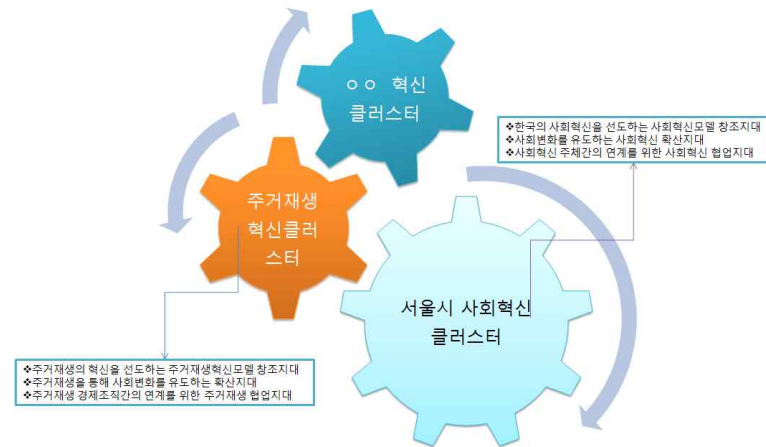 ㅇㅇ 혁신
클러스터
❖한국의 사회혁신을 선도하는 사회혁신모델 창조지대
❖사회변화를 유도하는 사회혁신 확산지대
❖사회혁신 주체간의 연계를 위한 사회혁신 협업지대
주거재생
혁신클러
스터
서울시 사회혁신
클러스터
❖주거재생의 혁신을 선도하는 주거재생혁신모델 창조지대
❖주거재생을 통해 사회변화를 유도하는 확산지대
❖주거재생 경제조직간의 연계를 위한 주거재생 협업지대